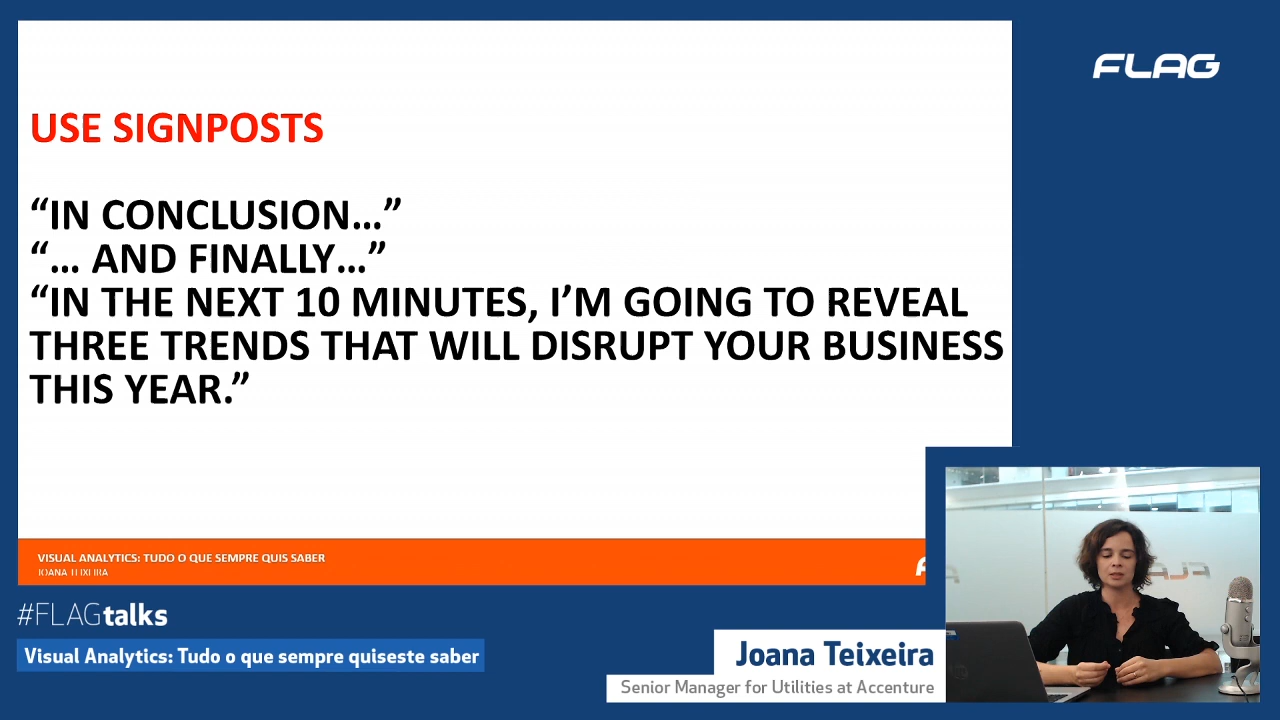 FLAG
USE SIGNPOSTS
“IN CONCLUSION…”
“… AND FINALLY…”
“IN THE NEXT 10 MINUTES, I’M GOING TO REVEAL
THREE TRENDS THAT WILL DISRUPT YOUR BUSINESS
THIS YEAR.”
VISUAL ANALYTICS: TUDO O QUE SEMPRE QUIS SABER
JOANA TEIXEIRA
#FLAGtalks
Visual Analytics: Tudo o que sempre quiseste saber
Joana Teixeira
Senior Manager for Utilities at Accenture